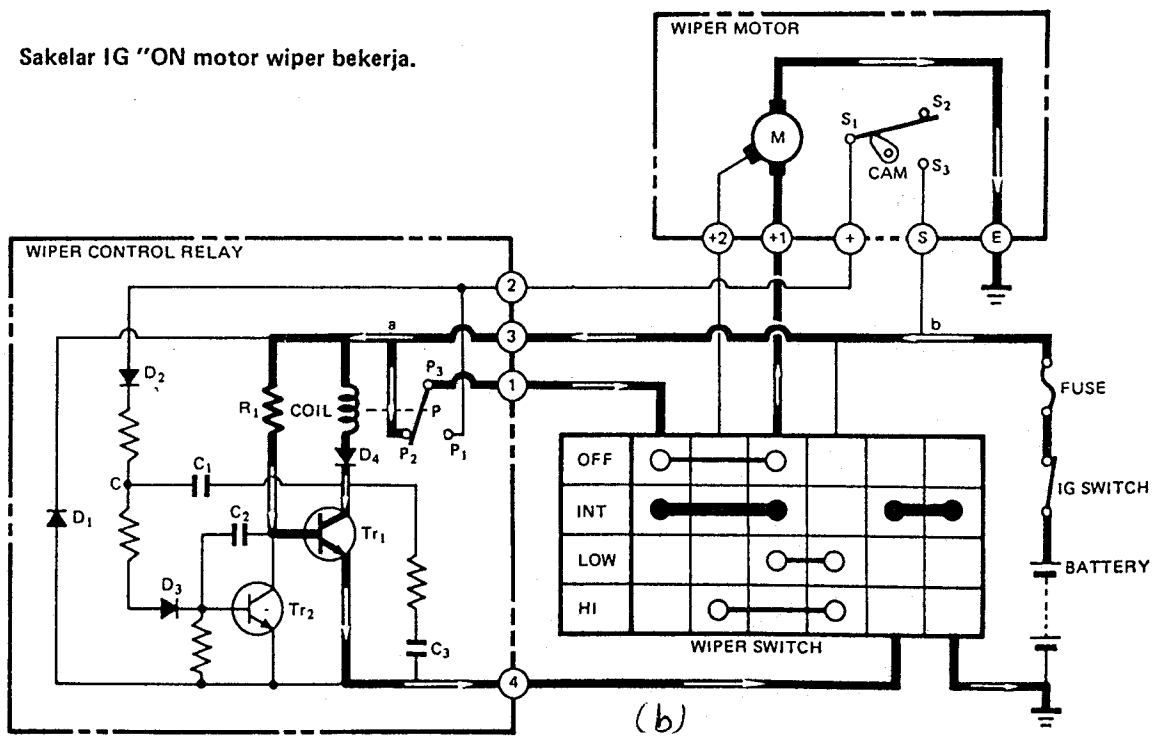 WIPER MOTOR
Sakelar IG "ON motor wiper bekerja.
M
S1
S2
CAM
S3
+2
+1
+
S
E
WIPER CONTROL RELAY
2
a
3
b
D2
P3
1
R1
COIL
P
FUSE
P2
P1
D4
OFF
C
C1
IG SWITCH
INT
D1
C2
Tr1
LOW
BATTERY
D3
Tr2
HI
C3
WIPER SWITCH
4
(b)